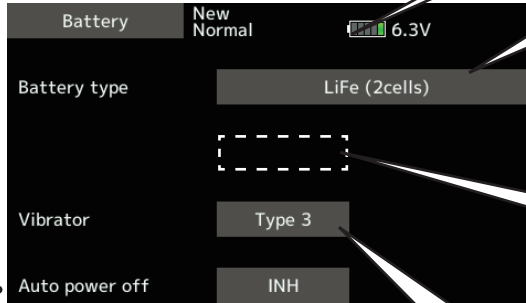 Battery
New
Normal
6.3V
Battery type
LiFe (2cells)
Vibrator
Type 3
Auto power off
INH